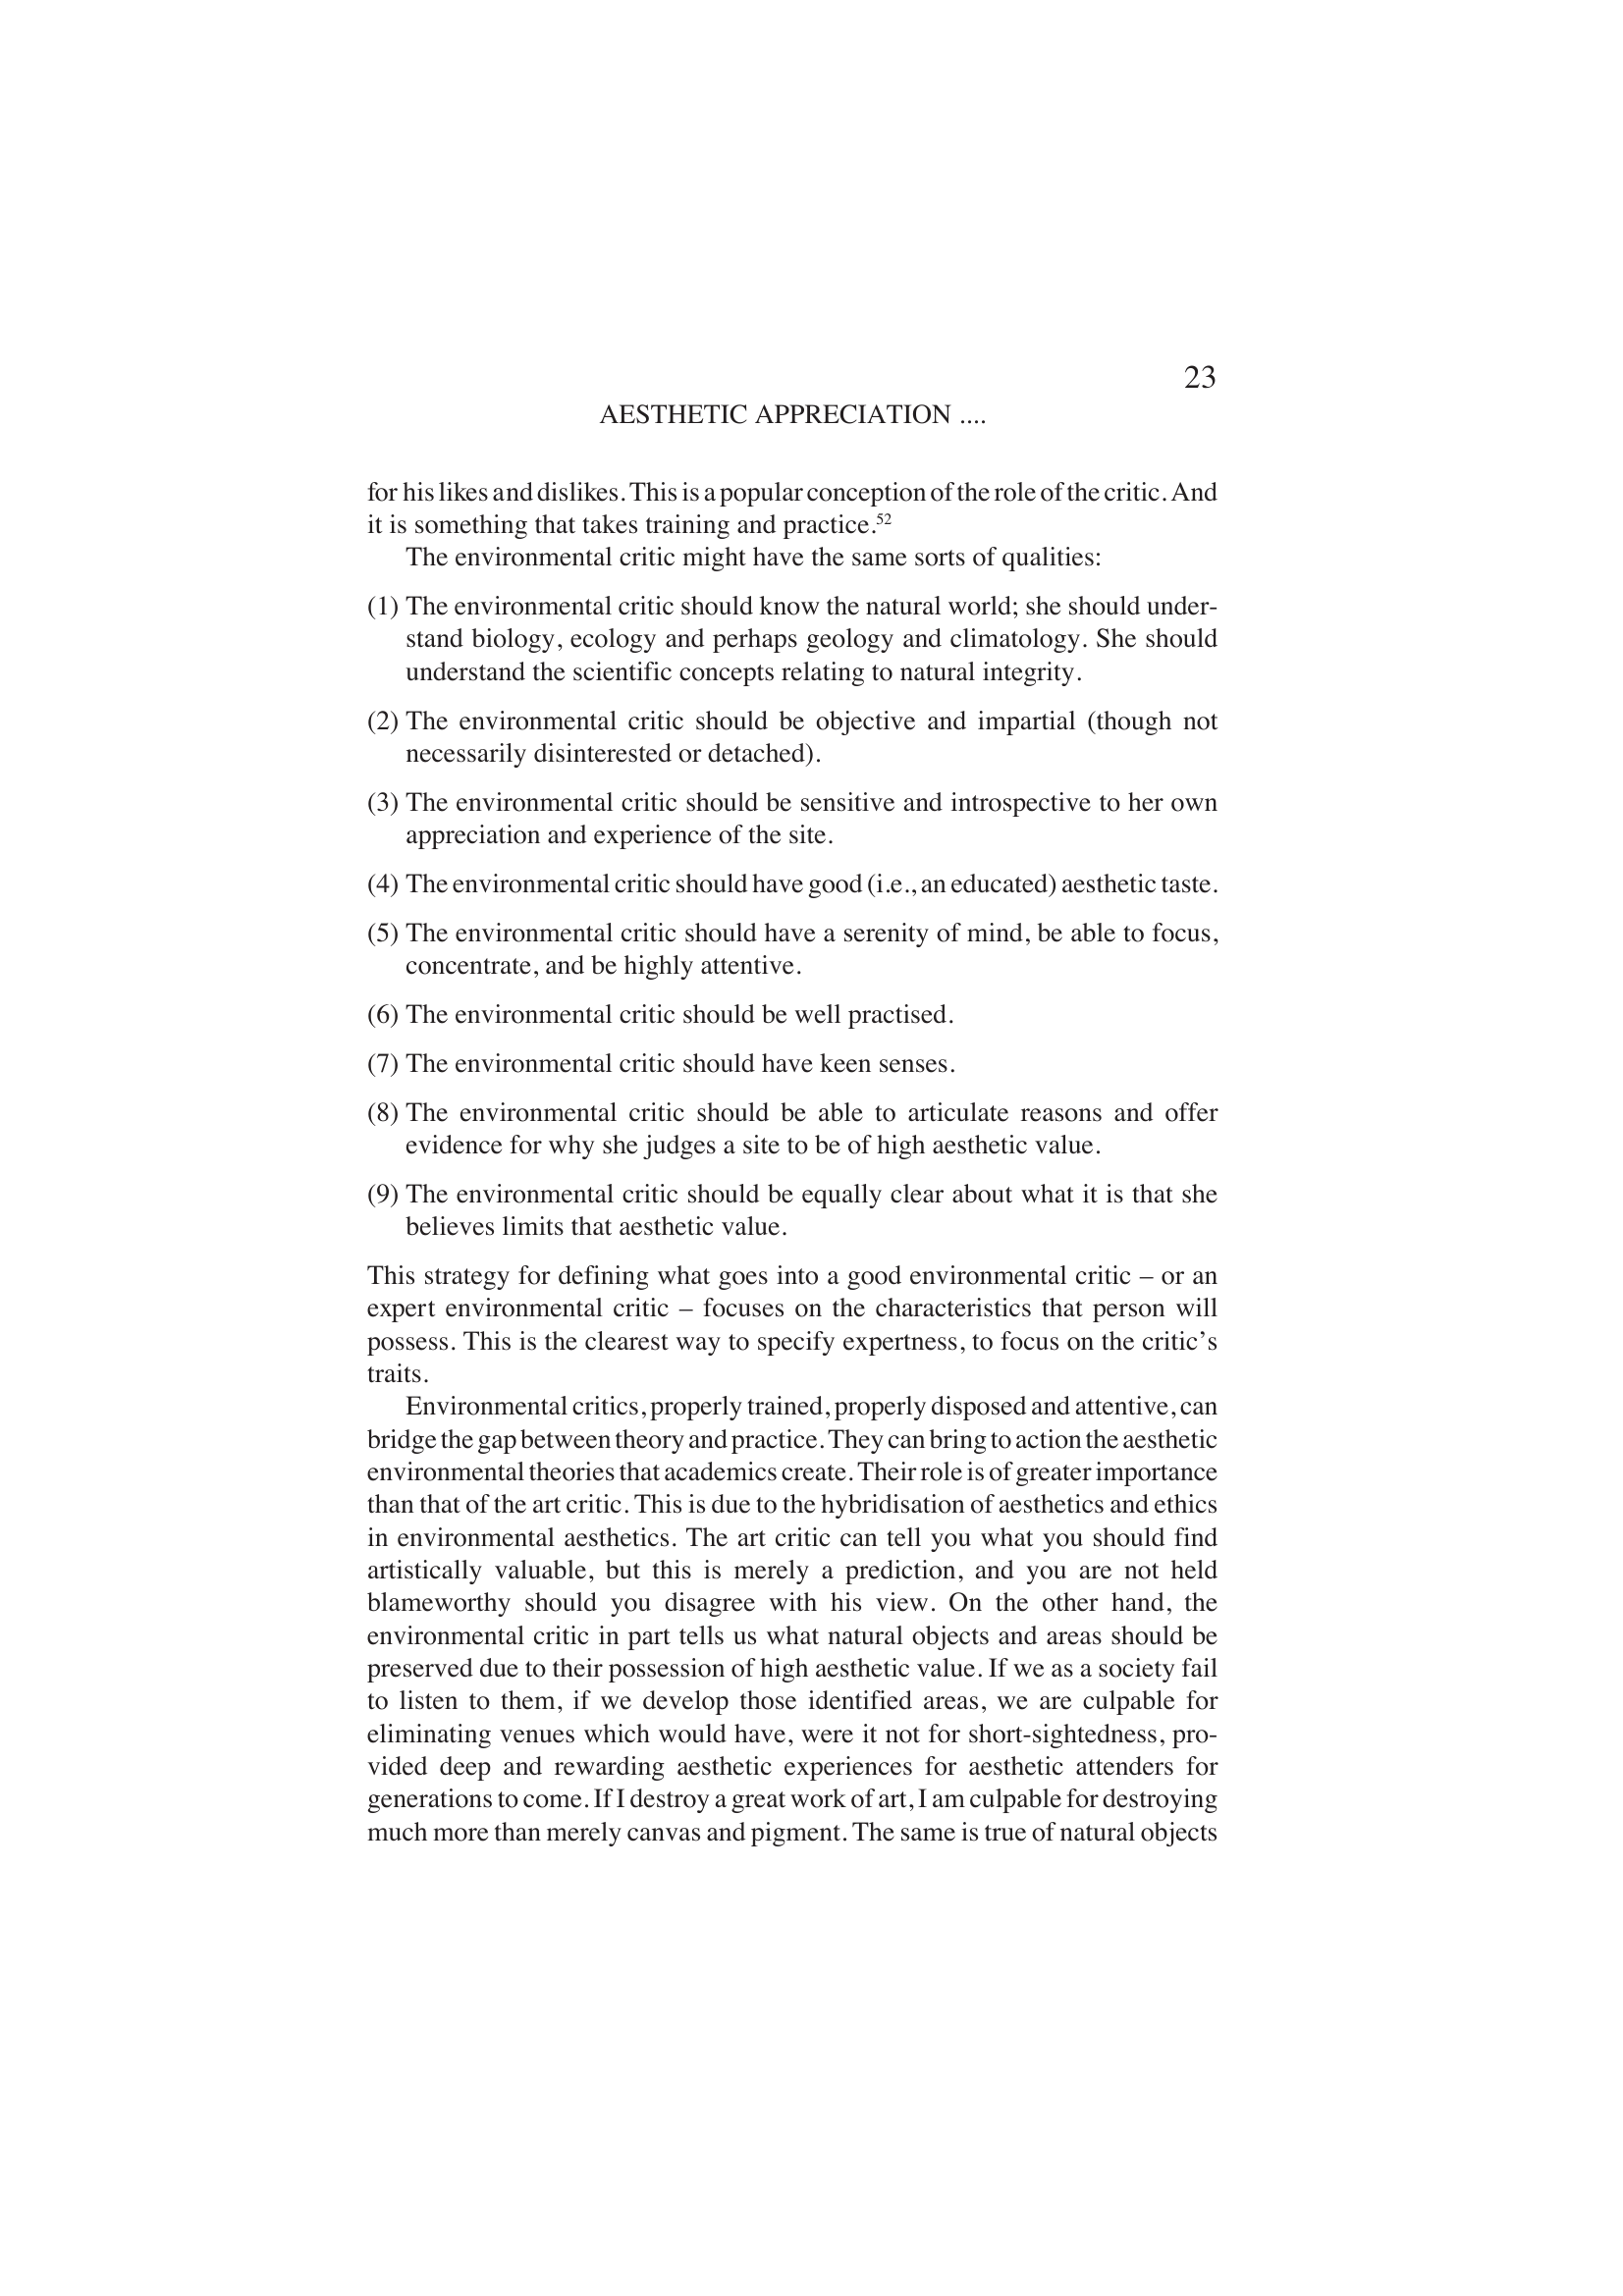 23
AESTHETIC APPRECIATION ....
for his likes and dislikes. This is a popular conception of the role of the critic. And
it is something that takes training and practice.52
The environmental critic might have the same sorts of qualities:
(1) The environmental critic should know the natural world; she should under-
stand biology, ecology and perhaps geology and climatology. She should
understand the scientific concepts relating to natural integrity.
(2) The environmental critic should be objective and impartial (though not
necessarily disinterested or detached).
(3) The environmental critic should be sensitive and introspective to her own
appreciation and experience of the site.
(4) The environmental critic should have good (i.e., an educated) aesthetic taste.
(5) The environmental critic should have a serenity of mind, be able to focus,
concentrate, and be highly attentive.
(6) The environmental critic should be well practised.
(7) The environmental critic should have keen senses.
(8) The environmental critic should be able to articulate reasons and offer
evidence for why she judges a site to be of high aesthetic value.
(9) The environmental critic should be equally clear about what it is that she
believes limits that aesthetic value.
This strategy for defining what goes into a good environmental critic – or an
expert environmental critic – focuses on the characteristics that person will
possess. This is the clearest way to specify expertness, to focus on the critic’s
traits.
Environmental critics, properly trained, properly disposed and attentive, can
bridge the gap between theory and practice. They can bring to action the aesthetic
environmental theories that academics create. Their role is of greater importance
than that of the art critic. This is due to the hybridisation of aesthetics and ethics
in environmental aesthetics. The art critic can tell you what you should find
artistically valuable, but this is merely a prediction, and you are not held
blameworthy should you disagree with his view. On the other hand, the
environmental critic in part tells us what natural objects and areas should be
preserved due to their possession of high aesthetic value. If we as a society fail
to listen to them, if we develop those identified areas, we are culpable for
eliminating venues which would have, were it not for short-sightedness, pro-
vided deep and rewarding aesthetic experiences for aesthetic attenders for
generations to come. If I destroy a great work of art, I am culpable for destroying
much more than merely canvas and pigment. The same is true of natural objects